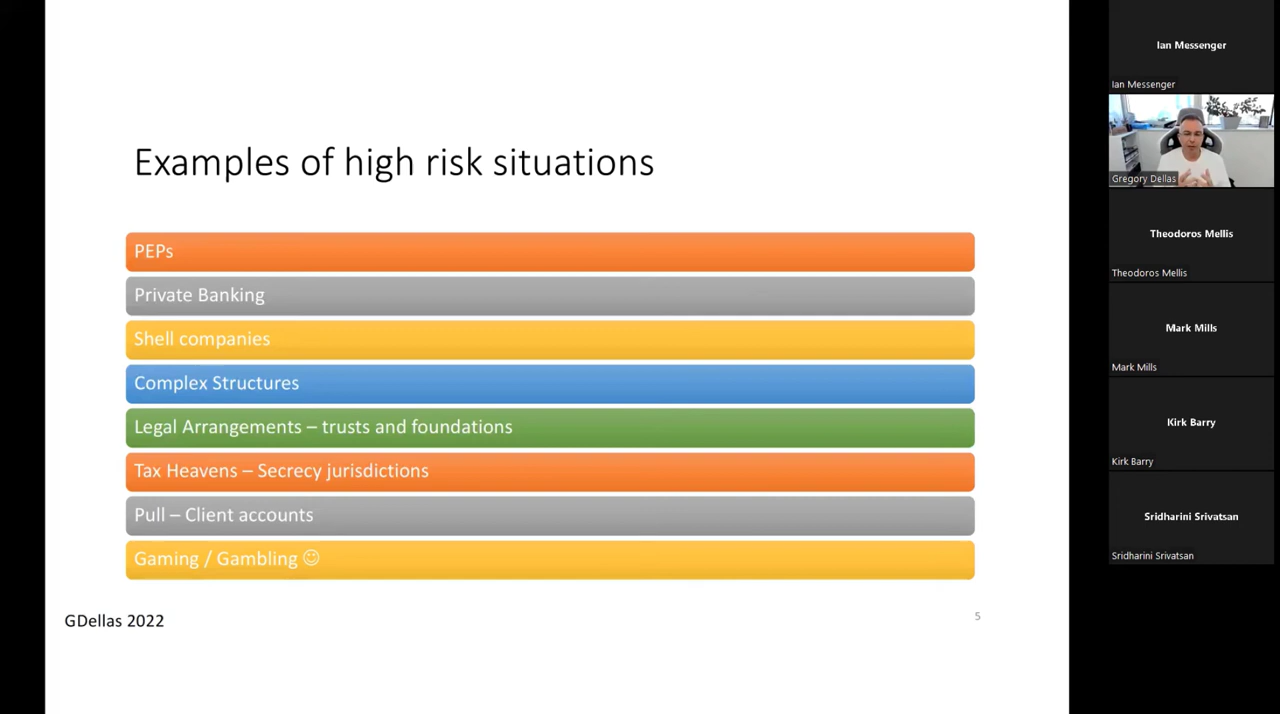 Examples of high risk situations
PEPs
Private Banking
Shell companies
Complex Structures
Legal Arrangements – trusts and foundations
Tax Heavens – Secrecy jurisdictions
Pull – Client accounts
Gaming / Gambling ☺
GDellas 2022
5
Ian Messenger
Ian Messenger
Gregory Dellas
Theodoros Mellis
Theodoros Mellis
Mark Mills
Mark Mills
Kirk Barry
Kirk Barry
Sridharini Srivatsan
Sridharini Srivatsan